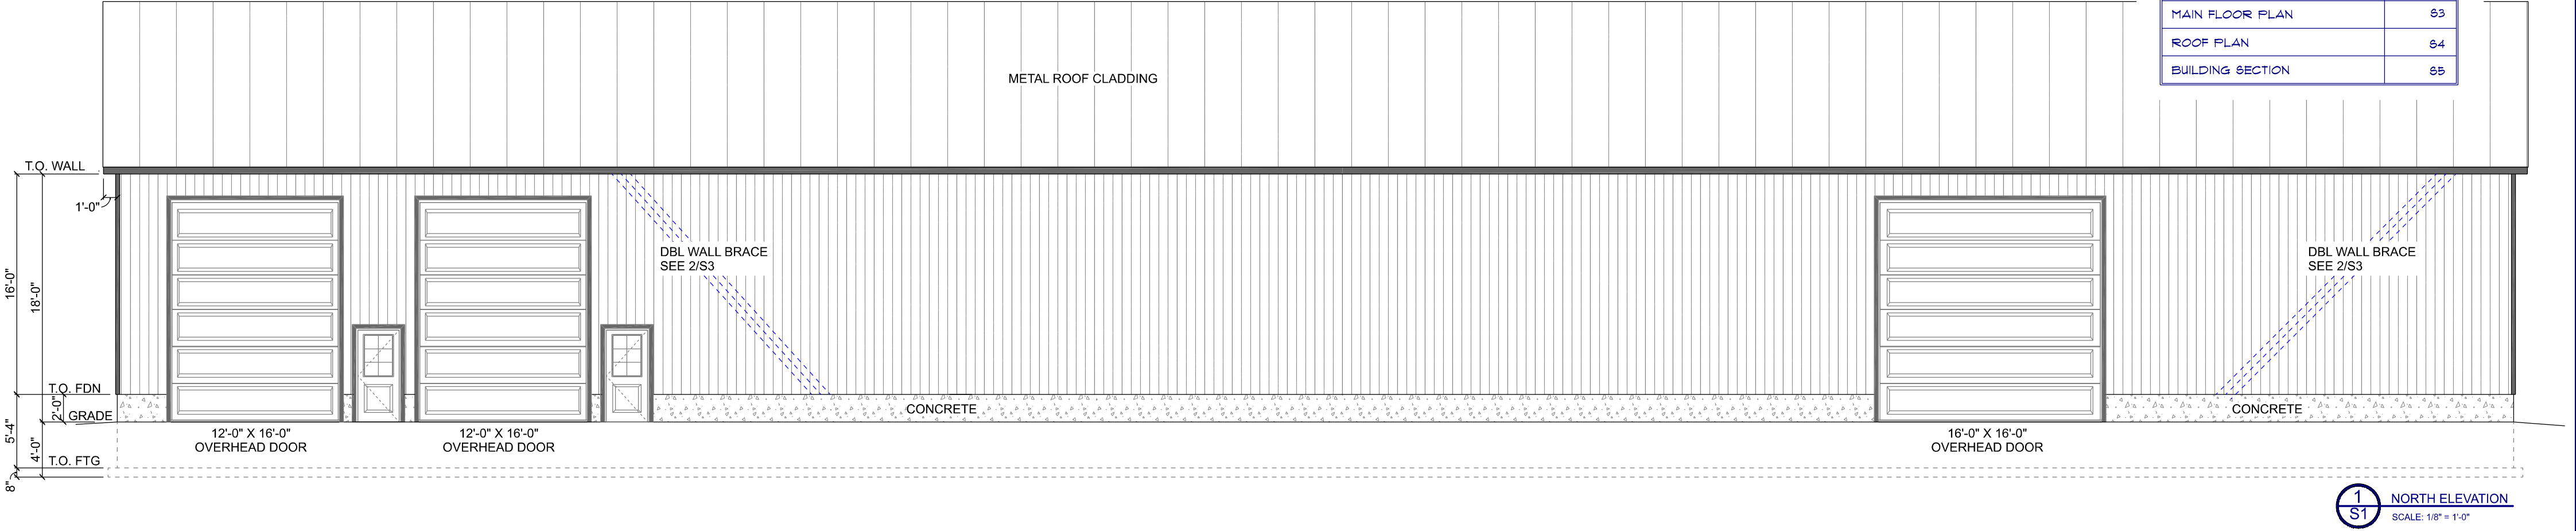 MAIN FLOOR PLAN S3
ROOF PLAN S4
BUILDING SECTION S5
METAL ROOF CLADDING
T.O. WALL
1'-0"
16'-0"
18'-0"
DBL WALL BRACE
SEE 2/S3
DBL WALL BRACE
SEE 2/S3
T.O. FDN
2'-0"
GRADE
CONCRETE
CONCRETE
5'-4"
4'-0"
12'-0" X 16'-0"
OVERHEAD DOOR
12'-0" X 16'-0"
OVERHEAD DOOR
16'-0" X 16'-0"
OVERHEAD DOOR
T.O. FTG
8"
1
S1
NORTH ELEVATION
SCALE: 1/8" = 1'-0"